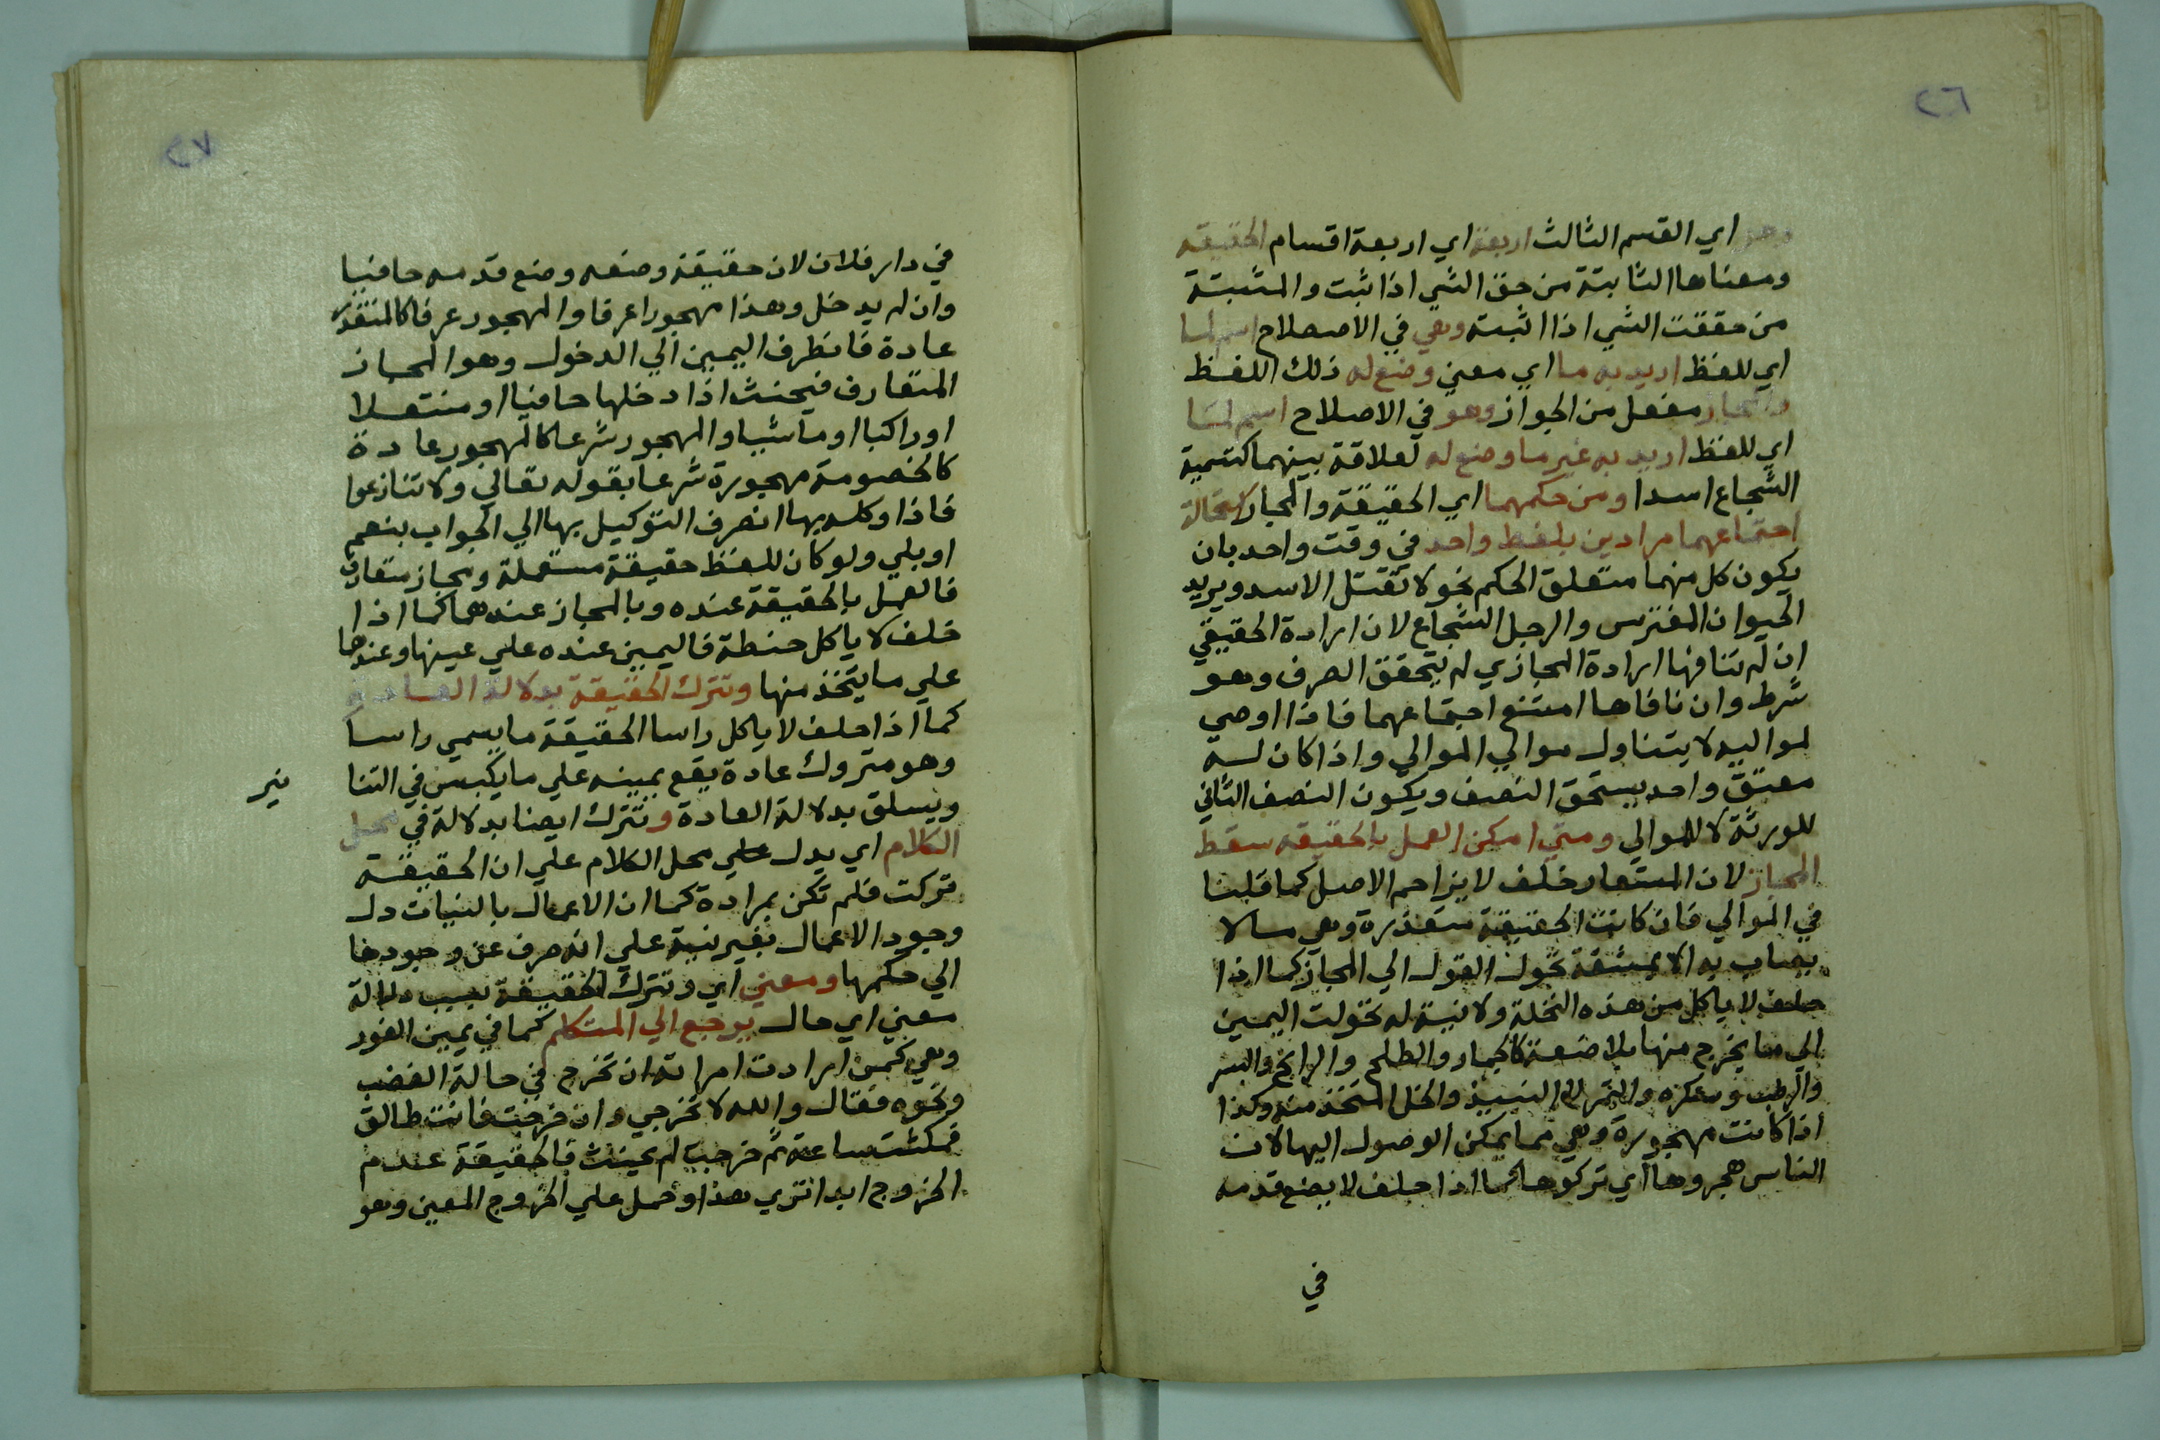 ٢٦
وهو اي القسم الثالث اربعة اي اربعة اقسام الحقيقة
ومعناها الثابتة من حق الشي اذا ثبت والمثبتة
من حققت الشي اذا اثبته وهي في الاصطلاح اسم لما
اي للفظ اريد به ما اي معني وضع له ذلك اللفظ
والمجاز مفعل من الجواز وهو في الاصلاح اسم لما
اي للفظ اريد به غير ما وضع له لعلاقة بينهما كتسمية
الشجاع اسدا ومن حكمهما اي الحقيقة والمجاز استحالة
اجتماعهما مرادين بلفظ واحد في وقت واحد بان
يكون كل منهما متعلق الحكم نحو لا تقتل الاسد ويريد
الحيوان المفترس والرجل الشجاع لان ارادة الحقيقي
ان لم تنافها ارادة المجازي لم يتحقق الصرف وهو
شرط وان نافاها امتنع اجتماعهما فاذا اوصي
لمواليه لا يتناول موالي الموالي واذا كان له
معتق واحد يستحق النصف ويكون النصف الثاني
للورثة لا للموالي ومتي امكن العمل بالحقيقة سقط
المجاز لان المستعار خلف لا يزاحم الاصل كما قلنا
في الموالي فان كانت الحقيقة متعذرة وهي ما لا
يصاب به الا بمشقة تحول القول الي المجاز كما اذا
حلف لا ياكل من هذه النخلة ولا نية له تحولت اليمين
الي ما يخرج منها بلا صنعة كالجمار والطلع والرانج والبسر
والرطب وعكره والتمر لا النبيذ والخل المتخذ منه وكذا
اذا كانت مهجورة وهي مما يمكن الوصول اليها لان
الناس هجروها اي تركوها كما اذا حلف لا يضع قدمه
في
٢٧
في دار فلان لان حقيقة وضعه وضع قدمه حافيا
وان لم يدخل وهذا مهجورا عرفا والمهجور عرفا كالمتعذر
عادة فانظرف اليمين الي الدخول وهو المجاز
المتعارف فيحنث اذا دخلها حافيا او منتعلا
او راكبا او ماشيا والمهجور شرعا كالمهجور عادة
كالخصومة مهجورة شرعا بقوله تعالي ولا تنازعوا
فاذا وكله بها انصرف التوكيل بها الي الجواب بنعم
او بلي ولو كان للفظ حقيقة مستعملة ومجاز متعارف
فالعمل بالحقيقة عنده وبالمجاز عندهما كما اذا
حلف لا ياكل حنطة فاليمين عنده علي عينها وعندهما
علي ما يتخذ منها وتترك الحقيقة بدلالة العادة
كما اذا حلف لا ياكل راسا الحقيقة ما يسمي راسا
وهو متروك عادة يقع يمينه علي ما يكبس في التنا
نير
ويسلق بدلالة العادة وتترك ايضا بدلالة في محل
الكلام اي يدل علي محل الكلام علي ان الحقيقة
تركت فلم تكن بمرادة كما ان الاعمال بالنيات دل
وجود الاعمال بغير نية علي انه صرف عن وجودها
الي حكمها ومعني اي وتترك الحقيقة بسبب دلالة
معني اي حال يرجع الي المتكلم كما في يمين الفور
وهي كمن ارادت امراته ان تخرج في حالة الغضب
ونحوه فقال والله لا تخرجي وان خرجت فانت طالق
فمكثت ساعة ثم خرجت لم يحنث فالحقيقة عدم
الخروج ابدا تري هذا وحمل علي الخروج المعين وهو